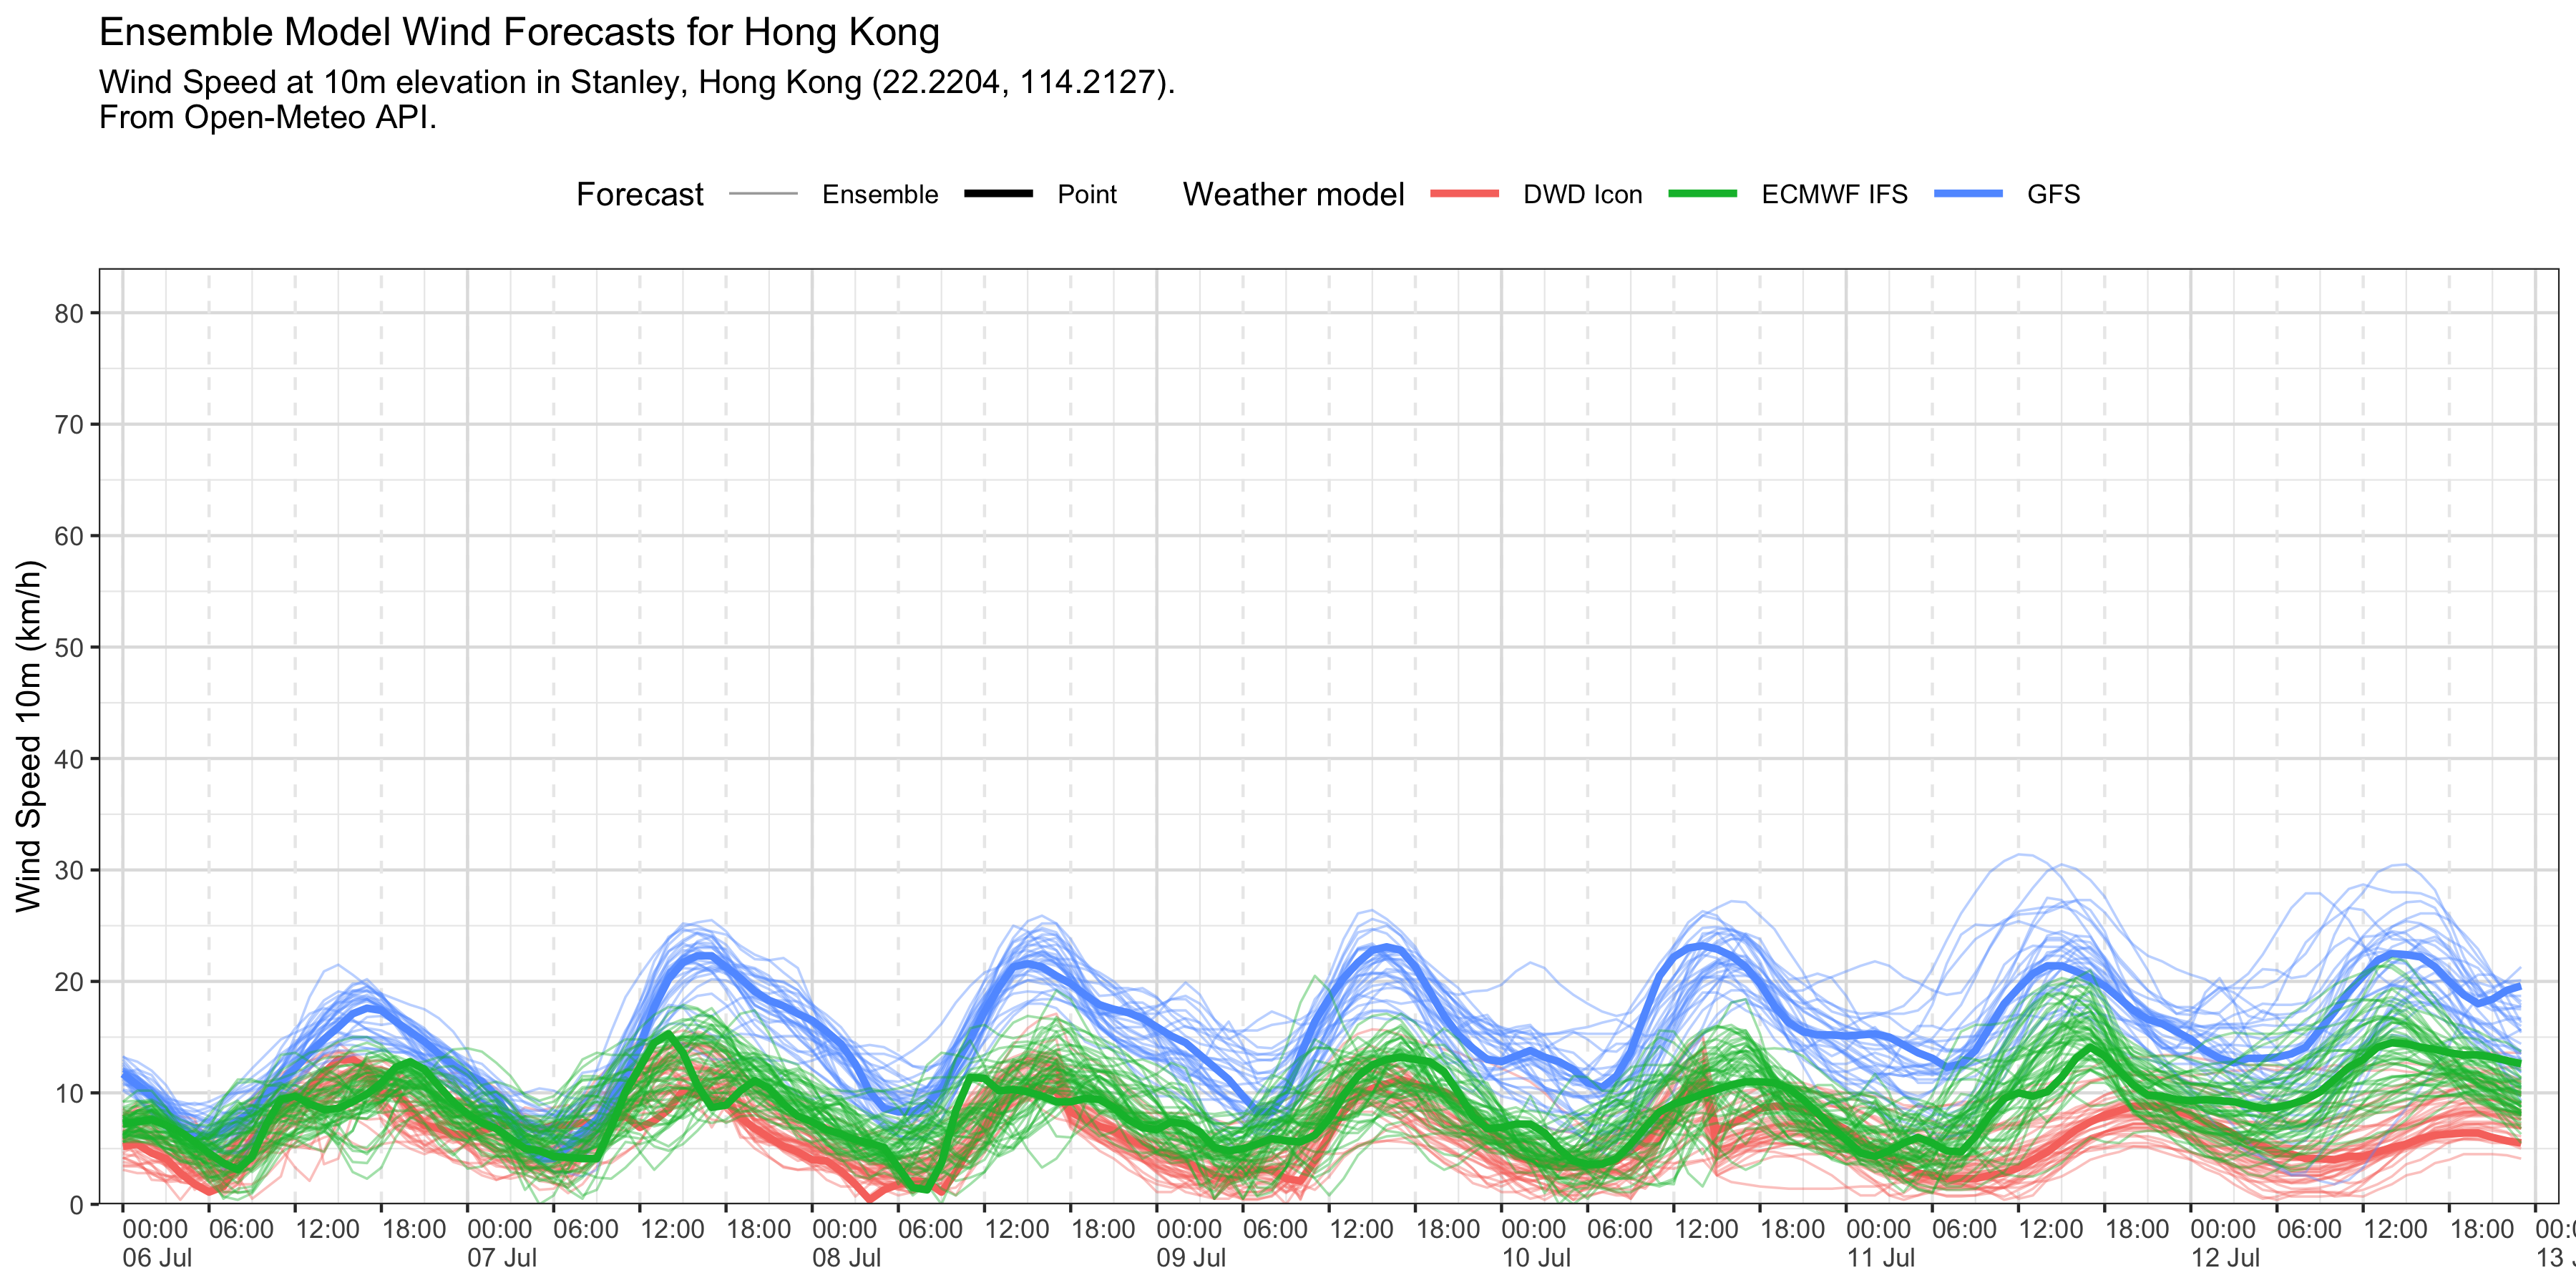 Ensemble Model Wind Forecasts for Hong Kong
Wind Speed at 10m elevation in Stanley, Hong Kong (22.2204, 114.2127).
From Open-Meteo API.
Forecast Ensemble Point Weather model DWD Icon ECMWF IFS GFS
Wind Speed 10m (km/h)
80
70
60
50
40
30
20
10
0
00:00 06:00 12:00 18:00 00:00 06:00 12:00 18:00 00:00 06:00 12:00 18:00 00:00 06:00 12:00 18:00 00:00 06:00 12:00 18:00 00:00 06:00 12:00 18:00 00:00 06:00 12:00 18:00
06 Jul 07 Jul 08 Jul 09 Jul 10 Jul 11 Jul 12 Jul 13